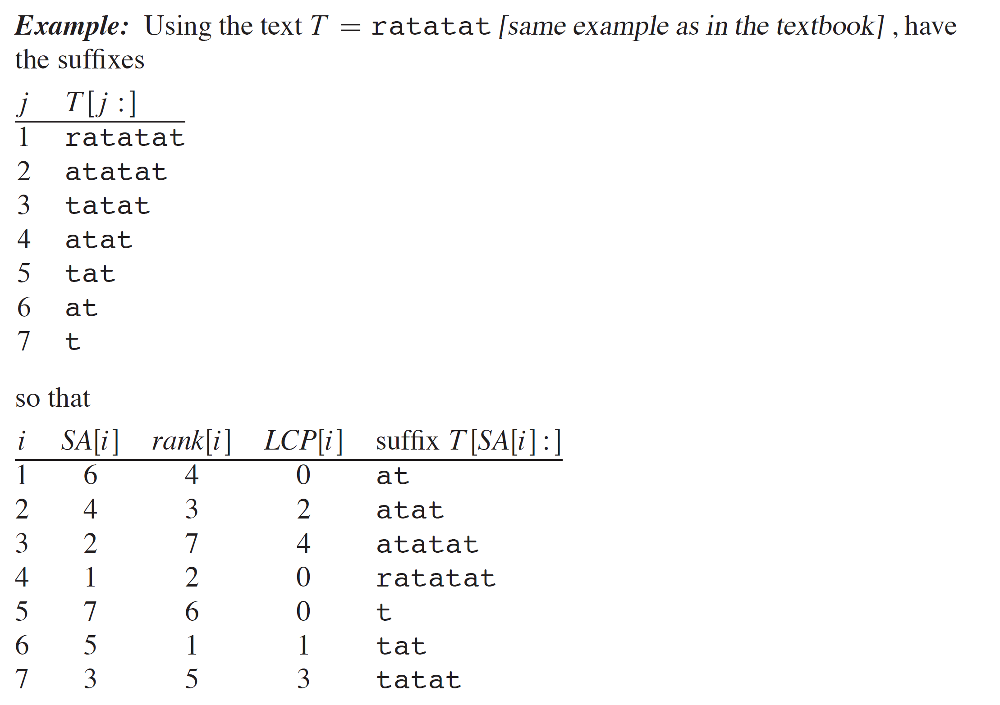 Example: Using the text T = ratatat [same example as in the textbook] , have
the suffixes
j T[j :]
1 ratatat
2 atatat
3 tatat
4 atat
5 tat
6 at
7 t
so that
i SA[i] rank[i] LCP[i] suffix T[SA[i]:]
1 6 4 0 at
2 4 3 2 atat
3 2 7 4 atatat
4 1 2 0 ratatat
5 7 6 0 t
6 5 1 1 tat
7 3 5 3 tatat